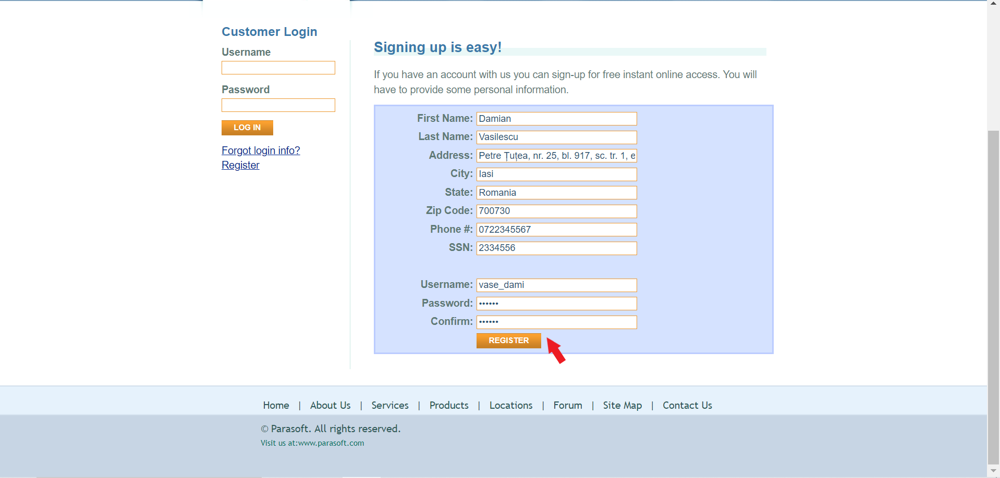 Customer Login
Username
Password
LOG IN
Forgot login info?
Register
Signing up is easy!
If you have an account with us you can sign-up for free instant online access. You will
have to provide some personal information.
First Name: Damian
Last Name: Vasilescu
Address: Petre Țuțea, nr. 25, bl. 917, sc. tr. 1, e
City: Iasi
State: Romania
Zip Code: 700730
Phone #: 0722345567
SSN: 2334556
Username: vase_dami
Password: ••••••
Confirm: ••••••
REGISTER
Home | About Us | Services | Products | Locations | Forum | Site Map | Contact Us
© Parasoft. All rights reserved.
Visit us at:www.parasoft.com